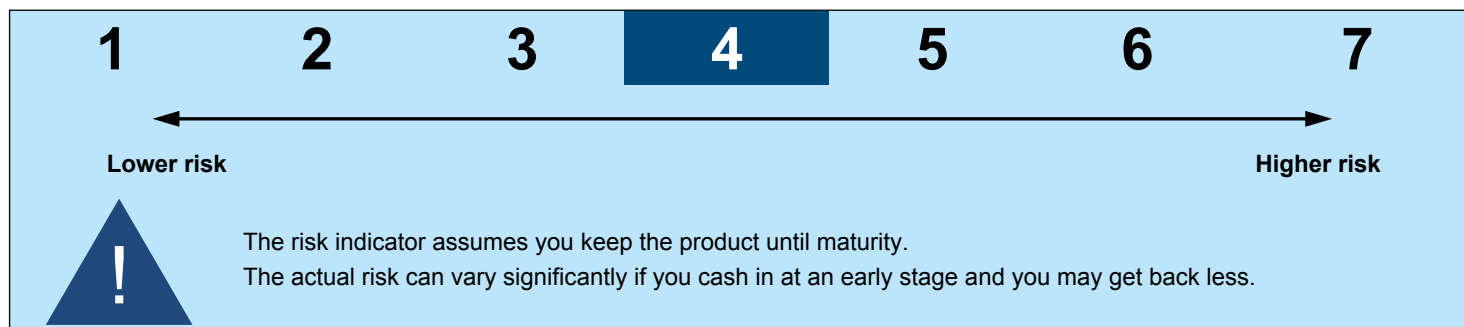 1 2 3 4 5 6 7
Lower risk Higher risk
!
The risk indicator assumes you keep the product until maturity.
The actual risk can vary significantly if you cash in at an early stage and you may get back less.